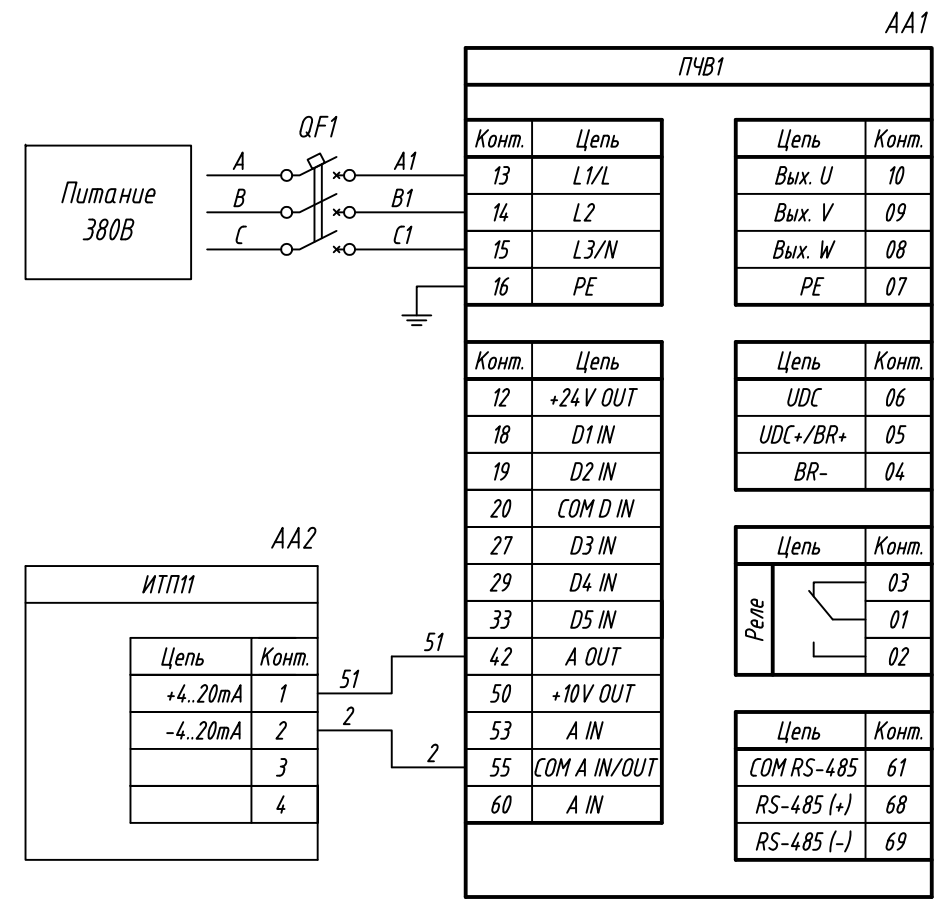 AA1
ПЧВ1
QF1
Питание
380В
A A1
B B1
C C1
Конт. Цепь
13 L1/L
14 L2
15 L3/N
16 PE
Цепь Конт.
Вых. U 10
Вых. V 09
Вых. W 08
PE 07
Конт. Цепь
12 +24V OUT
18 D1 IN
19 D2 IN
20 COM D IN
27 D3 IN
29 D4 IN
33 D5 IN
42 A OUT
50 +10V OUT
53 A IN
55 COM A IN/OUT
60 A IN
Цепь Конт.
UDC 06
UDC+/BR+ 05
BR- 04
Цепь Конт.
Реле
03
01
02
Цепь Конт.
COM RS-485 61
RS-485 (+) 68
RS-485 (-) 69
AA2
ИТП11
Цепь Конт.
+4..20mA 1
-4..20mA 2
3
4
51 51
2 2